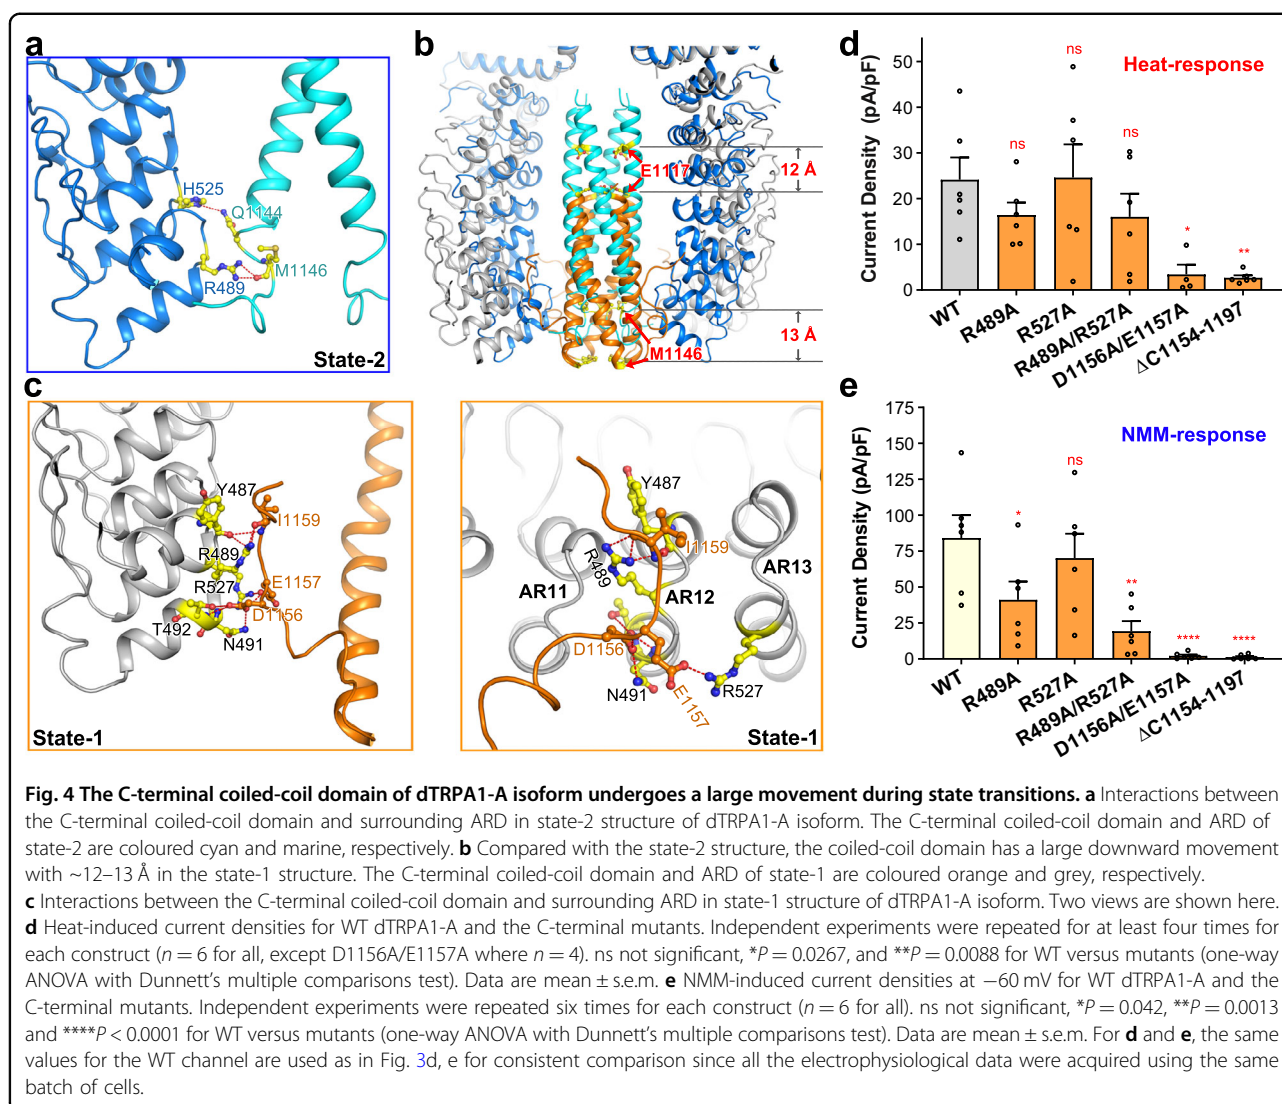 a
H525
Q1144
R489
M1146
State-2
b
E1117
12 Å
13 Å
M1146
c
Y487
I1159
R489
R527
E1157
D1156
T492
N491
State-1
Y487
R489
I1159
AR11
AR12
AR13
D1156
N491
E1157
R527
State-1
d
Heat-response
Current Density (pA/pF)
50
40
30
20
10
0
ns
ns
ns
*
**
WT
R489A
R527A
R489A/R527A
D1156A/E1157A
ΔC1154-1197
e
NMM-response
Current Density (pA/pF)
175
150
125
100
75
50
25
0
*
ns
**
****
****
WT
R489A
R527A
R489A/R527A
D1156A/E1157A
ΔC1154-1197
Fig. 4 The C-terminal coiled-coil domain of dTRPA1-A isoform undergoes a large movement during state transitions. a Interactions between
the C-terminal coiled-coil domain and surrounding ARD in state-2 structure of dTRPA1-A isoform. The C-terminal coiled-coil domain and ARD of
state-2 are coloured cyan and marine, respectively. b Compared with the state-2 structure, the coiled-coil domain has a large downward movement
with ~12–13 Å in the state-1 structure. The C-terminal coiled-coil domain and ARD of state-1 are coloured orange and grey, respectively.
c Interactions between the C-terminal coiled-coil domain and surrounding ARD in state-1 structure of dTRPA1-A isoform. Two views are shown here.
d Heat-induced current densities for WT dTRPA1-A and the C-terminal mutants. Independent experiments were repeated for at least four times for
each construct (n = 6 for all, except D1156A/E1157A where n = 4). ns not significant, *P = 0.0267, and **P = 0.0088 for WT versus mutants (one-way
ANOVA with Dunnett's multiple comparisons test). Data are mean ± s.e.m. e NMM-induced current densities at −60 mV for WT dTRPA1-A and the
C-terminal mutants. Independent experiments were repeated six times for each construct (n = 6 for all). ns not significant, *P = 0.042, **P = 0.0013
and ****P < 0.0001 for WT versus mutants (one-way ANOVA with Dunnett's multiple comparisons test). Data are mean ± s.e.m. For d and e, the same
values for the WT channel are used as in Fig. 3d, e for consistent comparison since all the electrophysiological data were acquired using the same
batch of cells.